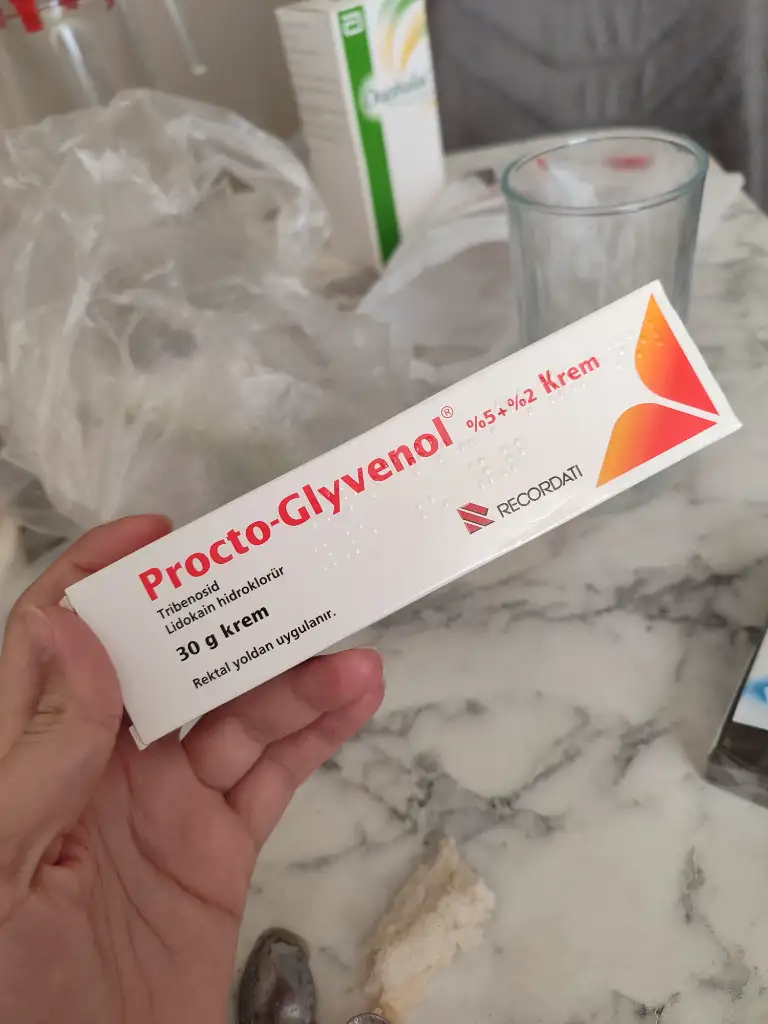 Procto-Glyvenol® %5+%2 Krem
Tribenosid
Lidokain hidroklorür
30 g krem
Rektal yoldan uygulanır.
RECORDATI